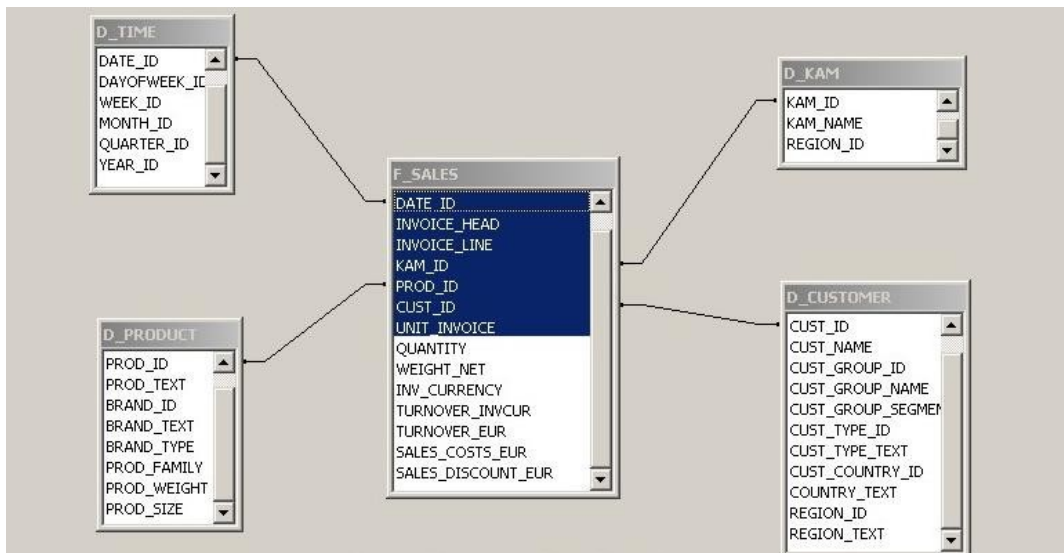 D_TIME
DATE_ID
DAYOFWEEK_ID
WEEK_ID
MONTH_ID
QUARTER_ID
YEAR_ID
D_KAM
KAM_ID
KAM_NAME
REGION_ID
F_SALES
DATE_ID
INVOICE_HEAD
INVOICE_LINE
KAM_ID
PROD_ID
CUST_ID
UNIT_INVOICE
QUANTITY
WEIGHT_NET
INV_CURRENCY
TURNOVER_INVCUR
TURNOVER_EUR
SALES_COSTS_EUR
SALES_DISCOUNT_EUR
D_PRODUCT
PROD_ID
PROD_TEXT
BRAND_ID
BRAND_TEXT
BRAND_TYPE
PROD_FAMILY
PROD_WEIGHT
PROD_SIZE
D_CUSTOMER
CUST_ID
CUST_NAME
CUST_GROUP_ID
CUST_GROUP_NAME
CUST_GROUP_SEGMEN
CUST_TYPE_ID
CUST_TYPE_TEXT
CUST_COUNTRY_ID
COUNTRY_TEXT
REGION_ID
REGION_TEXT